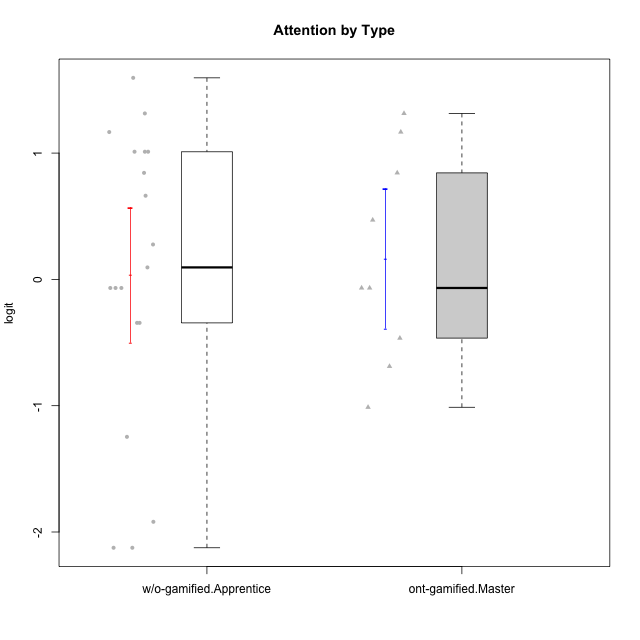 Attention by Type
logit
1
0
-1
-2
w/o-gamified.Apprentice
ont-gamified.Master